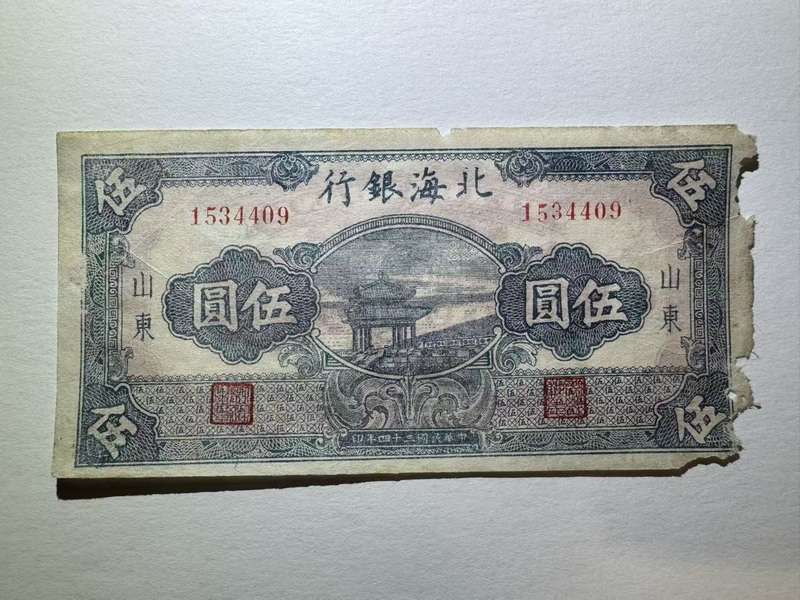 北海銀行
1534409
1534409
伍
伍
伍圓
伍圓
山東
山東
伍
伍
中華民國三十四年印